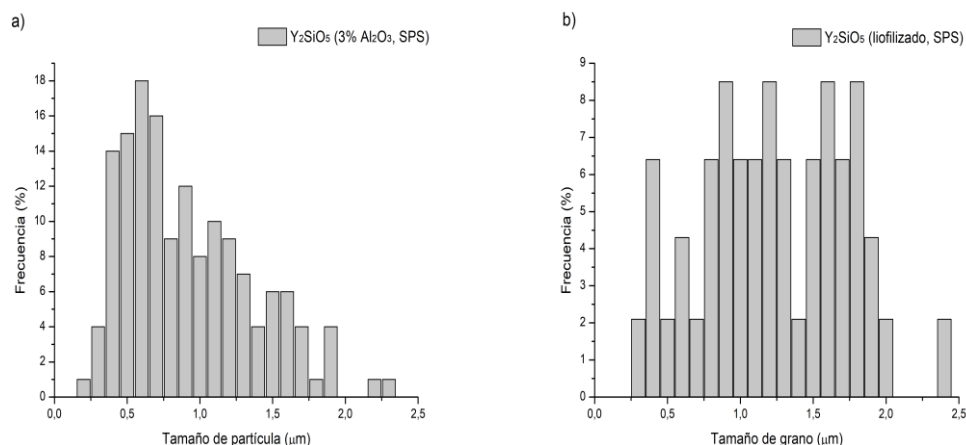 a)
Y₂SiO₅ (3% Al₂O₃, SPS)
18
16
14
12
10
8
6
4
2
0
Frecuencia (%)
0,0 0,5 1,0 1,5 2,0 2,5
Tamaño de partícula (μm)
b)
Y₂SiO₅ (liofilizado, SPS)
9
8
7
6
5
4
3
2
1
0
Frecuencia (%)
0,0 0,5 1,0 1,5 2,0 2,5
Tamaño de grano (μm)